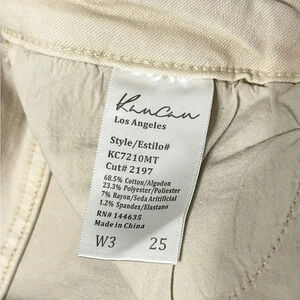 KanCan
Los Angeles
Style/Estilo#
KC7210MT
Cut# 2197
68.5% Cotton/Algodon
23.3% Polyester/Poliester
7% Rayon/Seda Aritificial
1.2% Spandex/Elastano
RN# 144635
Made in China
W3 25